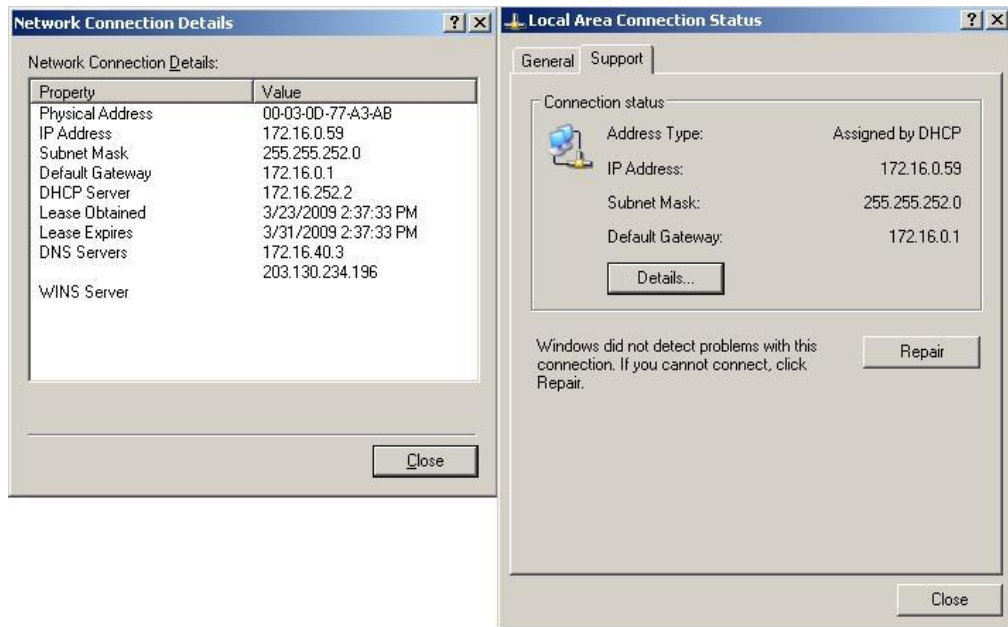 Network Connection Details
Network Connection Details:
Property Value
Physical Address 00-03-0D-77-A3-AB
IP Address 172.16.0.59
Subnet Mask 255.255.252.0
Default Gateway 172.16.0.1
DHCP Server 172.16.252.2
Lease Obtained 3/23/2009 2:37:33 PM
Lease Expires 3/31/2009 2:37:33 PM
DNS Servers 172.16.40.3
203.130.234.196
WINS Server
Close
Local Area Connection Status
General Support
Connection status
Address Type: Assigned by DHCP
IP Address: 172.16.0.59
Subnet Mask: 255.255.252.0
Default Gateway: 172.16.0.1
Details...
Windows did not detect problems with this
connection. If you cannot connect, click
Repair.
Repair
Close